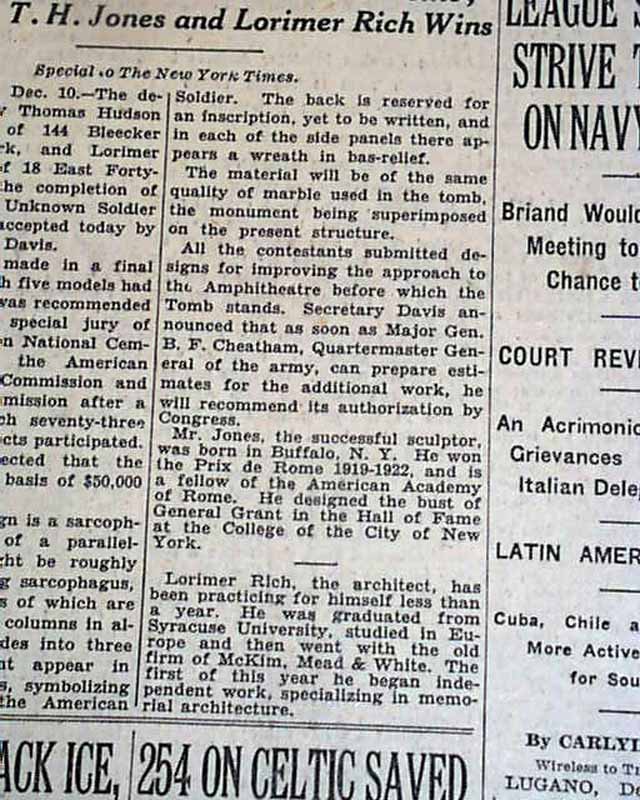 T. H. Jones and Lorimer Rich Wins
Special to The New York Times.
Dec. 10.—The de-
Thomas Hudson
of 144 Bleecker
and Lorimer
of 18 East Forty-
the completion of
Unknown Soldier
accepted today by
Davis.
made in a final
h five models had
was recommended
special jury of
n National Cem-
the American
Commission and
mission after a
ch seventy-three
cts participated.
ected that the
basis of $50,000
gn is a sarcoph-
of a parallel-
ht be roughly
g sarcophagus,
s of which are
columns in al-
des into three
nt appear in
s, symbolizing
the American
Soldier. The back is reserved for
an inscription, yet to be written, and
in each of the side panels there ap-
pears a wreath in bas-relief.
The material will be of the same
quality of marble used in the tomb,
the monument being superimposed
on the present structure.
All the contestants submitted de-
signs for improving the approach to
the Amphitheatre before which the
Tomb stands. Secretary Davis an-
nounced that as soon as Major Gen.
B. F. Cheatham, Quartermaster Gen-
eral of the army, can prepare esti-
mates for the additional work, he
will recommend its authorization by
Congress.
Mr. Jones, the successful sculptor,
was born in Buffalo, N. Y. He won
the Prix de Rome 1919-1922, and is
a fellow of the American Academy
of Rome. He designed the bust of
General Grant in the Hall of Fame
at the College of the City of New
York.
Lorimer Rich, the architect, has
been practicing for himself less than
a year. He was graduated from
Syracuse University, studied in Eu-
rope and then went with the old
firm of McKim, Mead & White. The
first of this year he began inde-
pendent work, specializing in memo-
rial architecture.
ACK ICE,
254 ON CELTIC SAVED
LEAGUE S
STRIVE T
ON NAVY
Briand Would
Meeting to
Chance t
COURT REVI
An Acrimonio
Grievances
Italian Dele
LATIN AMER
Cuba, Chile a
More Active
for Sou
By CARLYL
Wireless to T
LUGANO, D